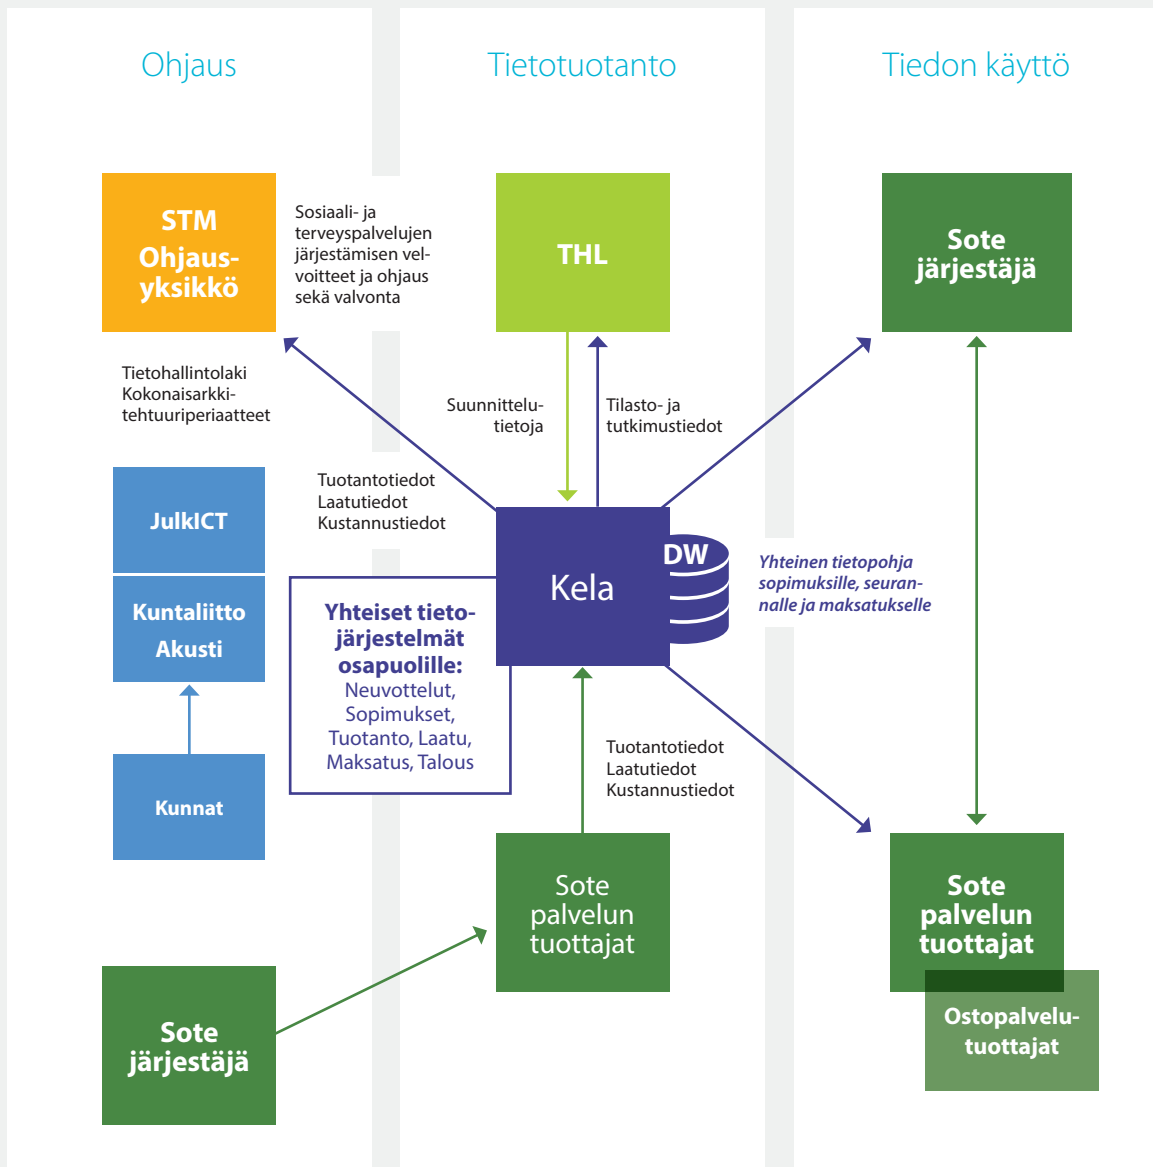 Ohjaus
Tietotuotanto
Tiedon käyttö
STM
Ohjaus-
yksikkö
Sosiaali- ja
terveyspalvelujen
järjestämisen vel-
voitteet ja ohjaus
sekä valvonta
THL
Sote
järjestäjä
Tietohallintolaki
Kokonaisarkki-
tehtuuriperiaatteet
Suunnittelu-
tietoja
Tilasto- ja
tutkimustiedot
JulkICT
Kuntaliitto
Akusti
Kunnat
Tuotantotiedot
Laatutiedot
Kustannustiedot
Kela
DW
Yhteinen tietopohja
sopimuksille, seuran-
nalle ja maksatukselle
Yhteiset tieto-
järjestelmät
osapuolille:
Neuvottelut,
Sopimukset,
Tuotanto, Laatu,
Maksatus, Talous
Tuotantotiedot
Laatutiedot
Kustannustiedot
Sote
palvelun
tuottajat
Sote
palvelun
tuottajat
Ostopalvelu-
tuottajat
Sote
järjestäjä